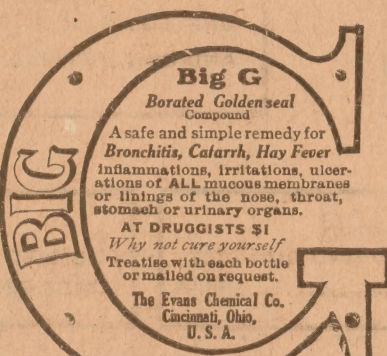 BIG
Big G
Borated Goldenseal
Compound
A safe and simple remedy for
Bronchitis, Catarrh, Hay Fever
inflammations, irritations, ulcer-
ations of ALL mucous membranes
or linings of the nose, throat,
stomach or urinary organs.
AT DRUGGISTS $1
Why not cure yourself
Treatise with each bottle
or mailed on request.
The Evans Chemical Co.
Cincinnati, Ohio,
U. S. A.